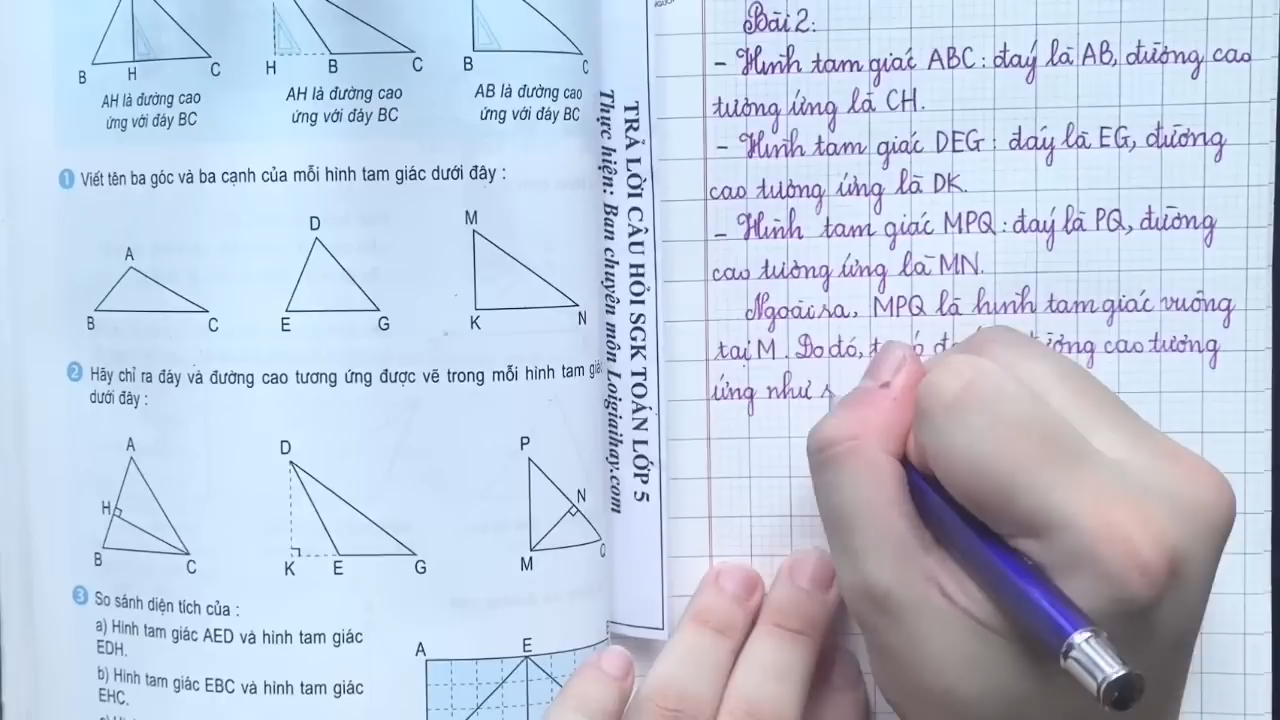 B H C
H B C
B C
AH là đường cao
ứng với đáy BC
AH là đường cao
ứng với đáy BC
AB là đường cao
ứng với đáy BC
1 Viết tên ba góc và ba cạnh của mỗi hình tam giác dưới đây :
A
B C
D
E G
M
K N
2 Hãy chỉ ra đáy và đường cao tương ứng được vẽ trong mỗi hình tam
dưới đây :
A
H
B C
D
K E G
P
N
M
3 So sánh diện tích của :
a) Hình tam giác AED và hình tam giác
EDH.
b) Hình tam giác EBC và hình tam giác
EHC.
A E
TRẢ LỜI CÂU HỎI SGK TOÁN LỚP 5
Thực hiện: Ban chuyên môn Loigiaihay.com
Bài 2:
- Hình tam giác ABC: đáy là AB, đường cao
tương ứng là CH.
- Hình tam giác DEG: đáy là EG, đường
cao tương ứng là DK.
- Hình tam giác MPQ: đáy là PQ, đường
cao tương ứng là MN.
Ngoài ra, MPQ là hình tam giác vuông
tại M. Do đó, cao tương
ứng như